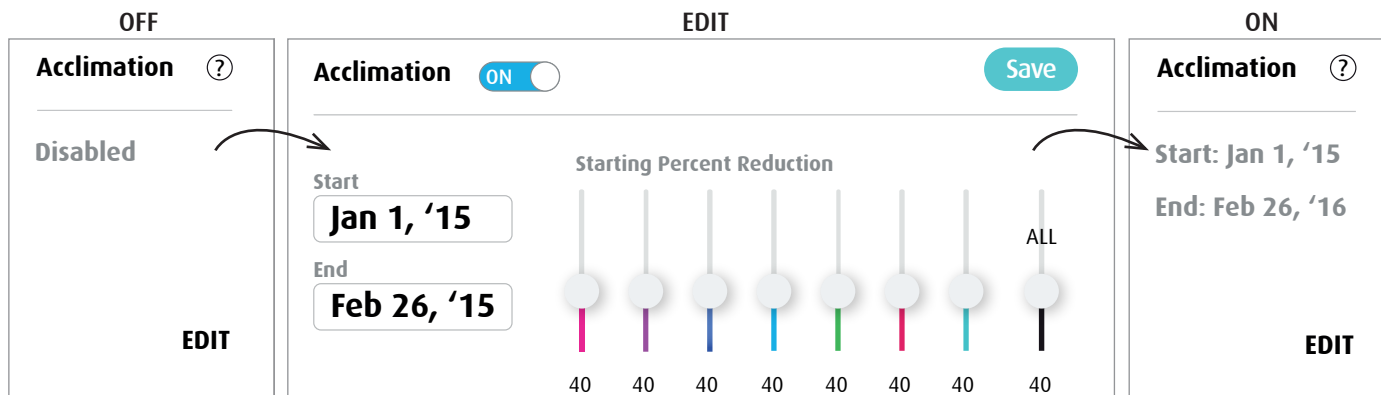 OFF
Acclimation ?
Disabled
EDIT
EDIT
Acclimation ON Save
Start
Jan 1, ‘15
End
Feb 26, ‘15
Starting Percent Reduction
ALL
40 40 40 40 40 40 40 40
ON
Acclimation ?
Start: Jan 1, ‘15
End: Feb 26, ‘16
EDIT